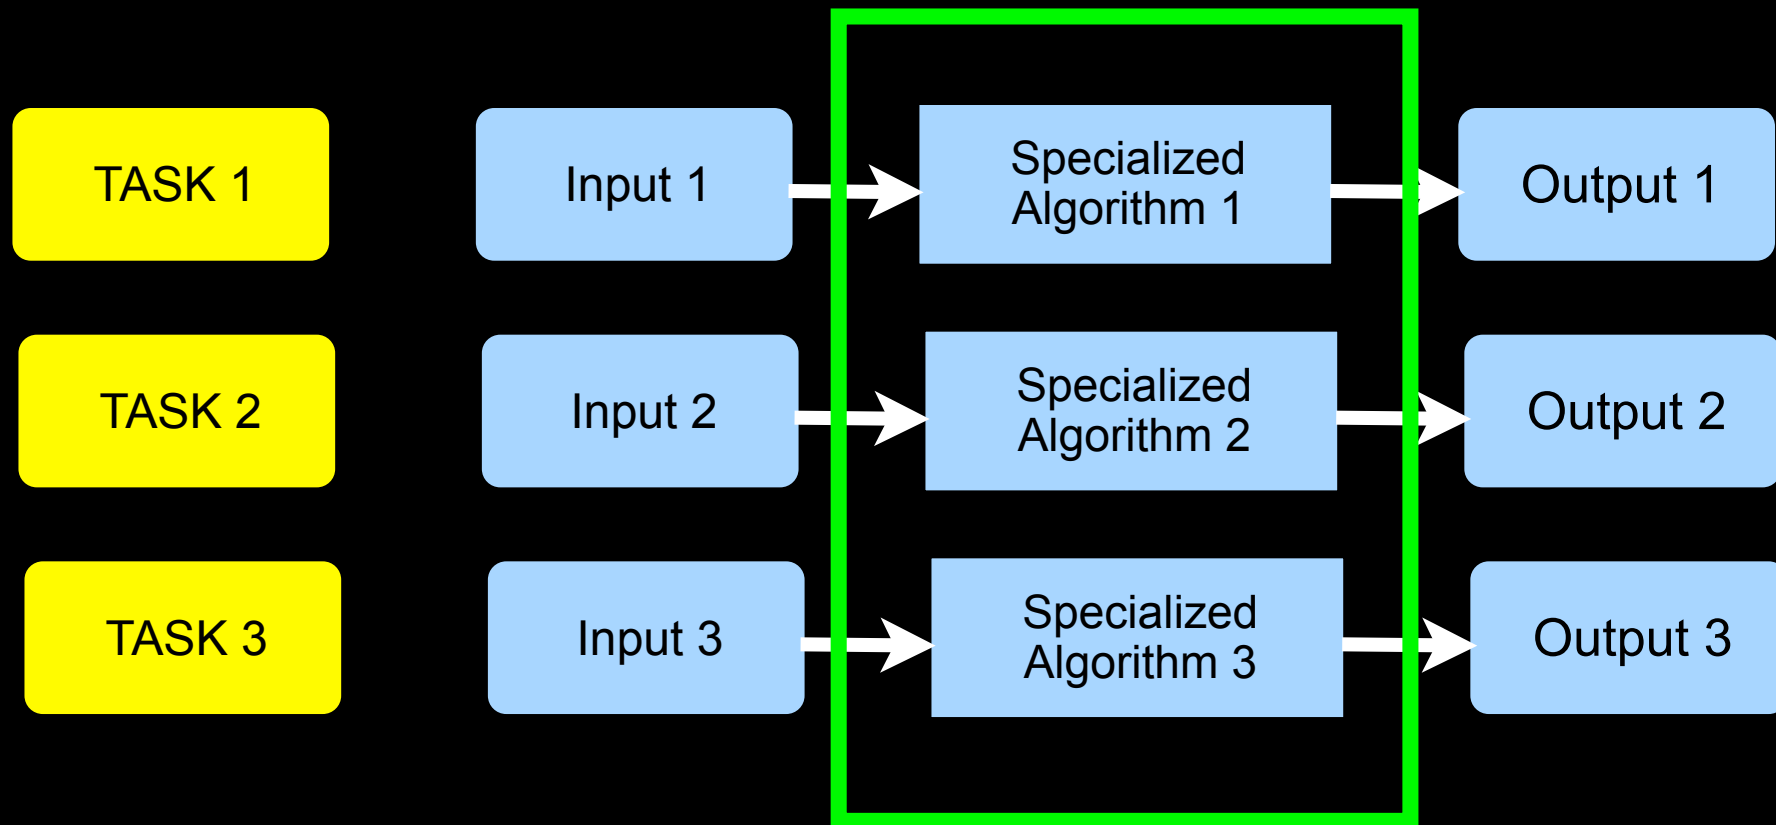 TASK 1
Input 1
Specialized
Algorithm 1
Output 1
TASK 2
Input 2
Specialized
Algorithm 2
Output 2
TASK 3
Input 3
Specialized
Algorithm 3
Output 3